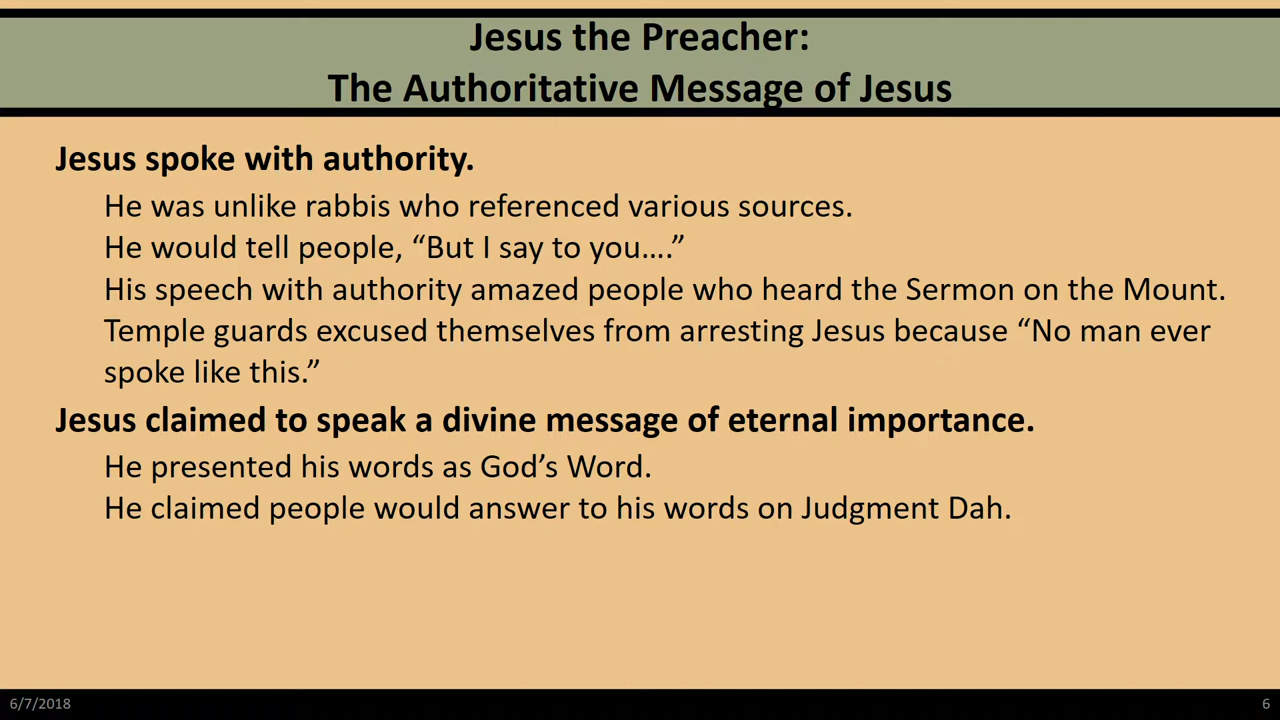 Jesus the Preacher:
The Authoritative Message of Jesus
Jesus spoke with authority.
He was unlike rabbis who referenced various sources.
He would tell people, “But I say to you….”
His speech with authority amazed people who heard the Sermon on the Mount.
Temple guards excused themselves from arresting Jesus because “No man ever
spoke like this.”
Jesus claimed to speak a divine message of eternal importance.
He presented his words as God’s Word.
He claimed people would answer to his words on Judgment Dah.
6/7/2018
6